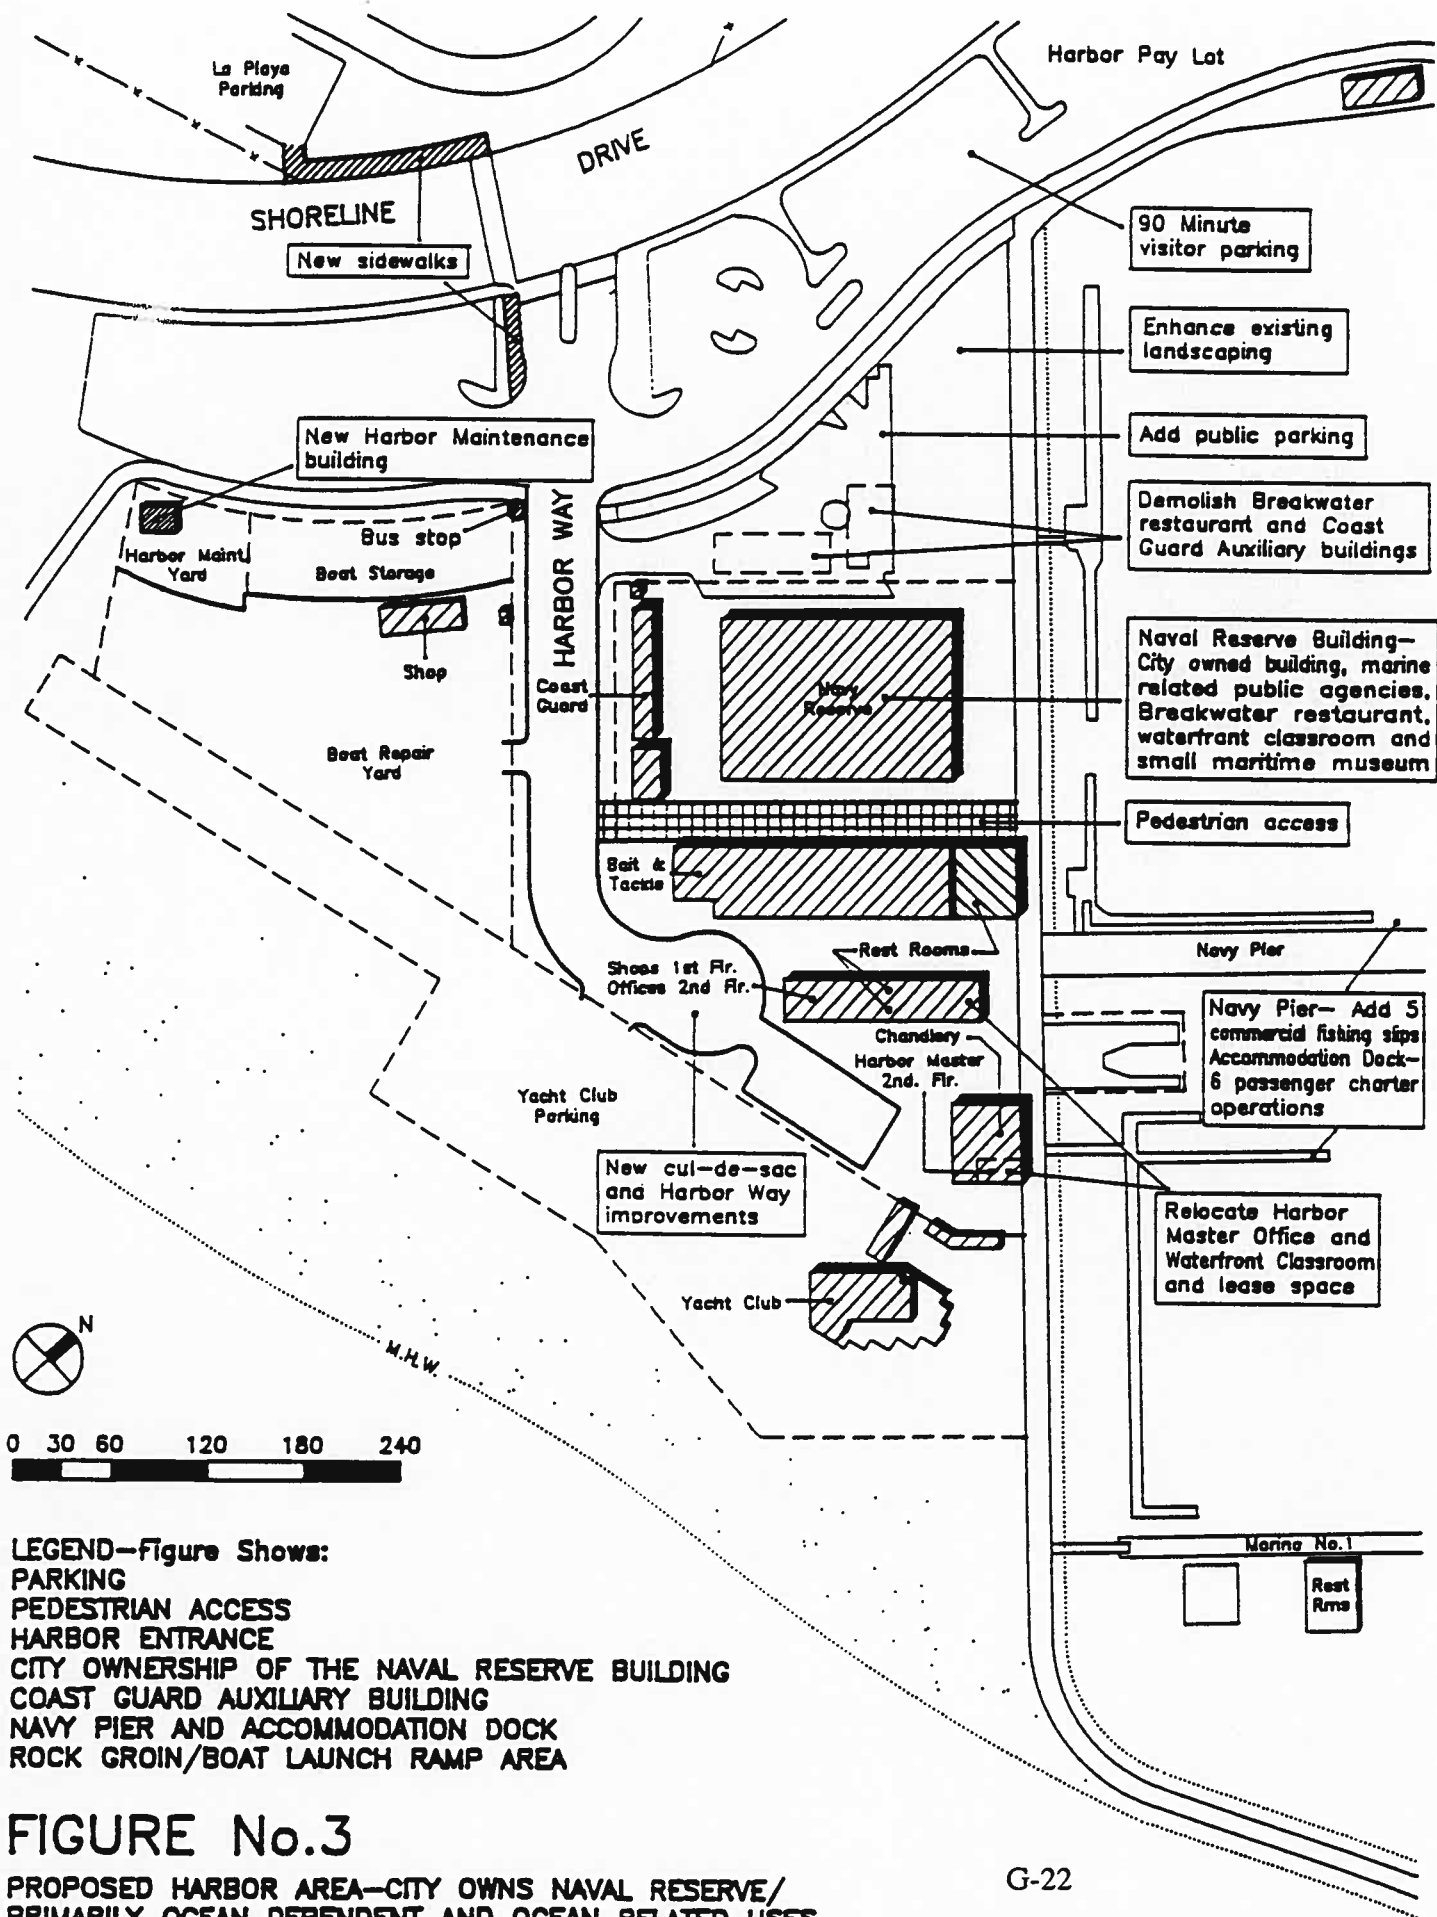 La Playa
Parking
Harbor Pay Lot
DRIVE
SHORELINE
New sidewalks
90 Minute
visitor parking
Enhance existing
landscaping
Add public parking
New Harbor Maintenance
building
Demolish Breakwater
restaurant and Coast
Guard Auxiliary buildings
Bus stop
HARBOR WAY
Harbor Maint.
Yard
Boat Storage
Shop
Coast
Guard
Navy
Reserve
Naval Reserve Building—
City owned building, marine
related public agencies,
Breakwater restaurant,
waterfront classroom and
small maritime museum
Boat Repair
Yard
Pedestrian access
Bait &
Tackle
Rest Rooms
Navy Pier
Shops 1st Flr.
Offices 2nd Flr.
Navy Pier— Add 5
commercial fishing slips
Accommodation Dock—
6 passenger charter
operations
Chandlery
Harbor Master
2nd. Flr.
Yacht Club
Parking
New cul—de—sac
and Harbor Way
improvements
Relocate Harbor
Master Office and
Waterfront Classroom
and lease space
Yacht Club
N
M.H.W.
0 30 60 120 180 240
Marina No.1
Rest
Rms
LEGEND—Figure Shows:
PARKING
PEDESTRIAN ACCESS
HARBOR ENTRANCE
CITY OWNERSHIP OF THE NAVAL RESERVE BUILDING
COAST GUARD AUXILIARY BUILDING
NAVY PIER AND ACCOMMODATION DOCK
ROCK GROIN/BOAT LAUNCH RAMP AREA
FIGURE No.3
PROPOSED HARBOR AREA—CITY OWNS NAVAL RESERVE/
PRIMARILY OCEAN DEPENDENT AND OCEAN RELATED USES
G-22